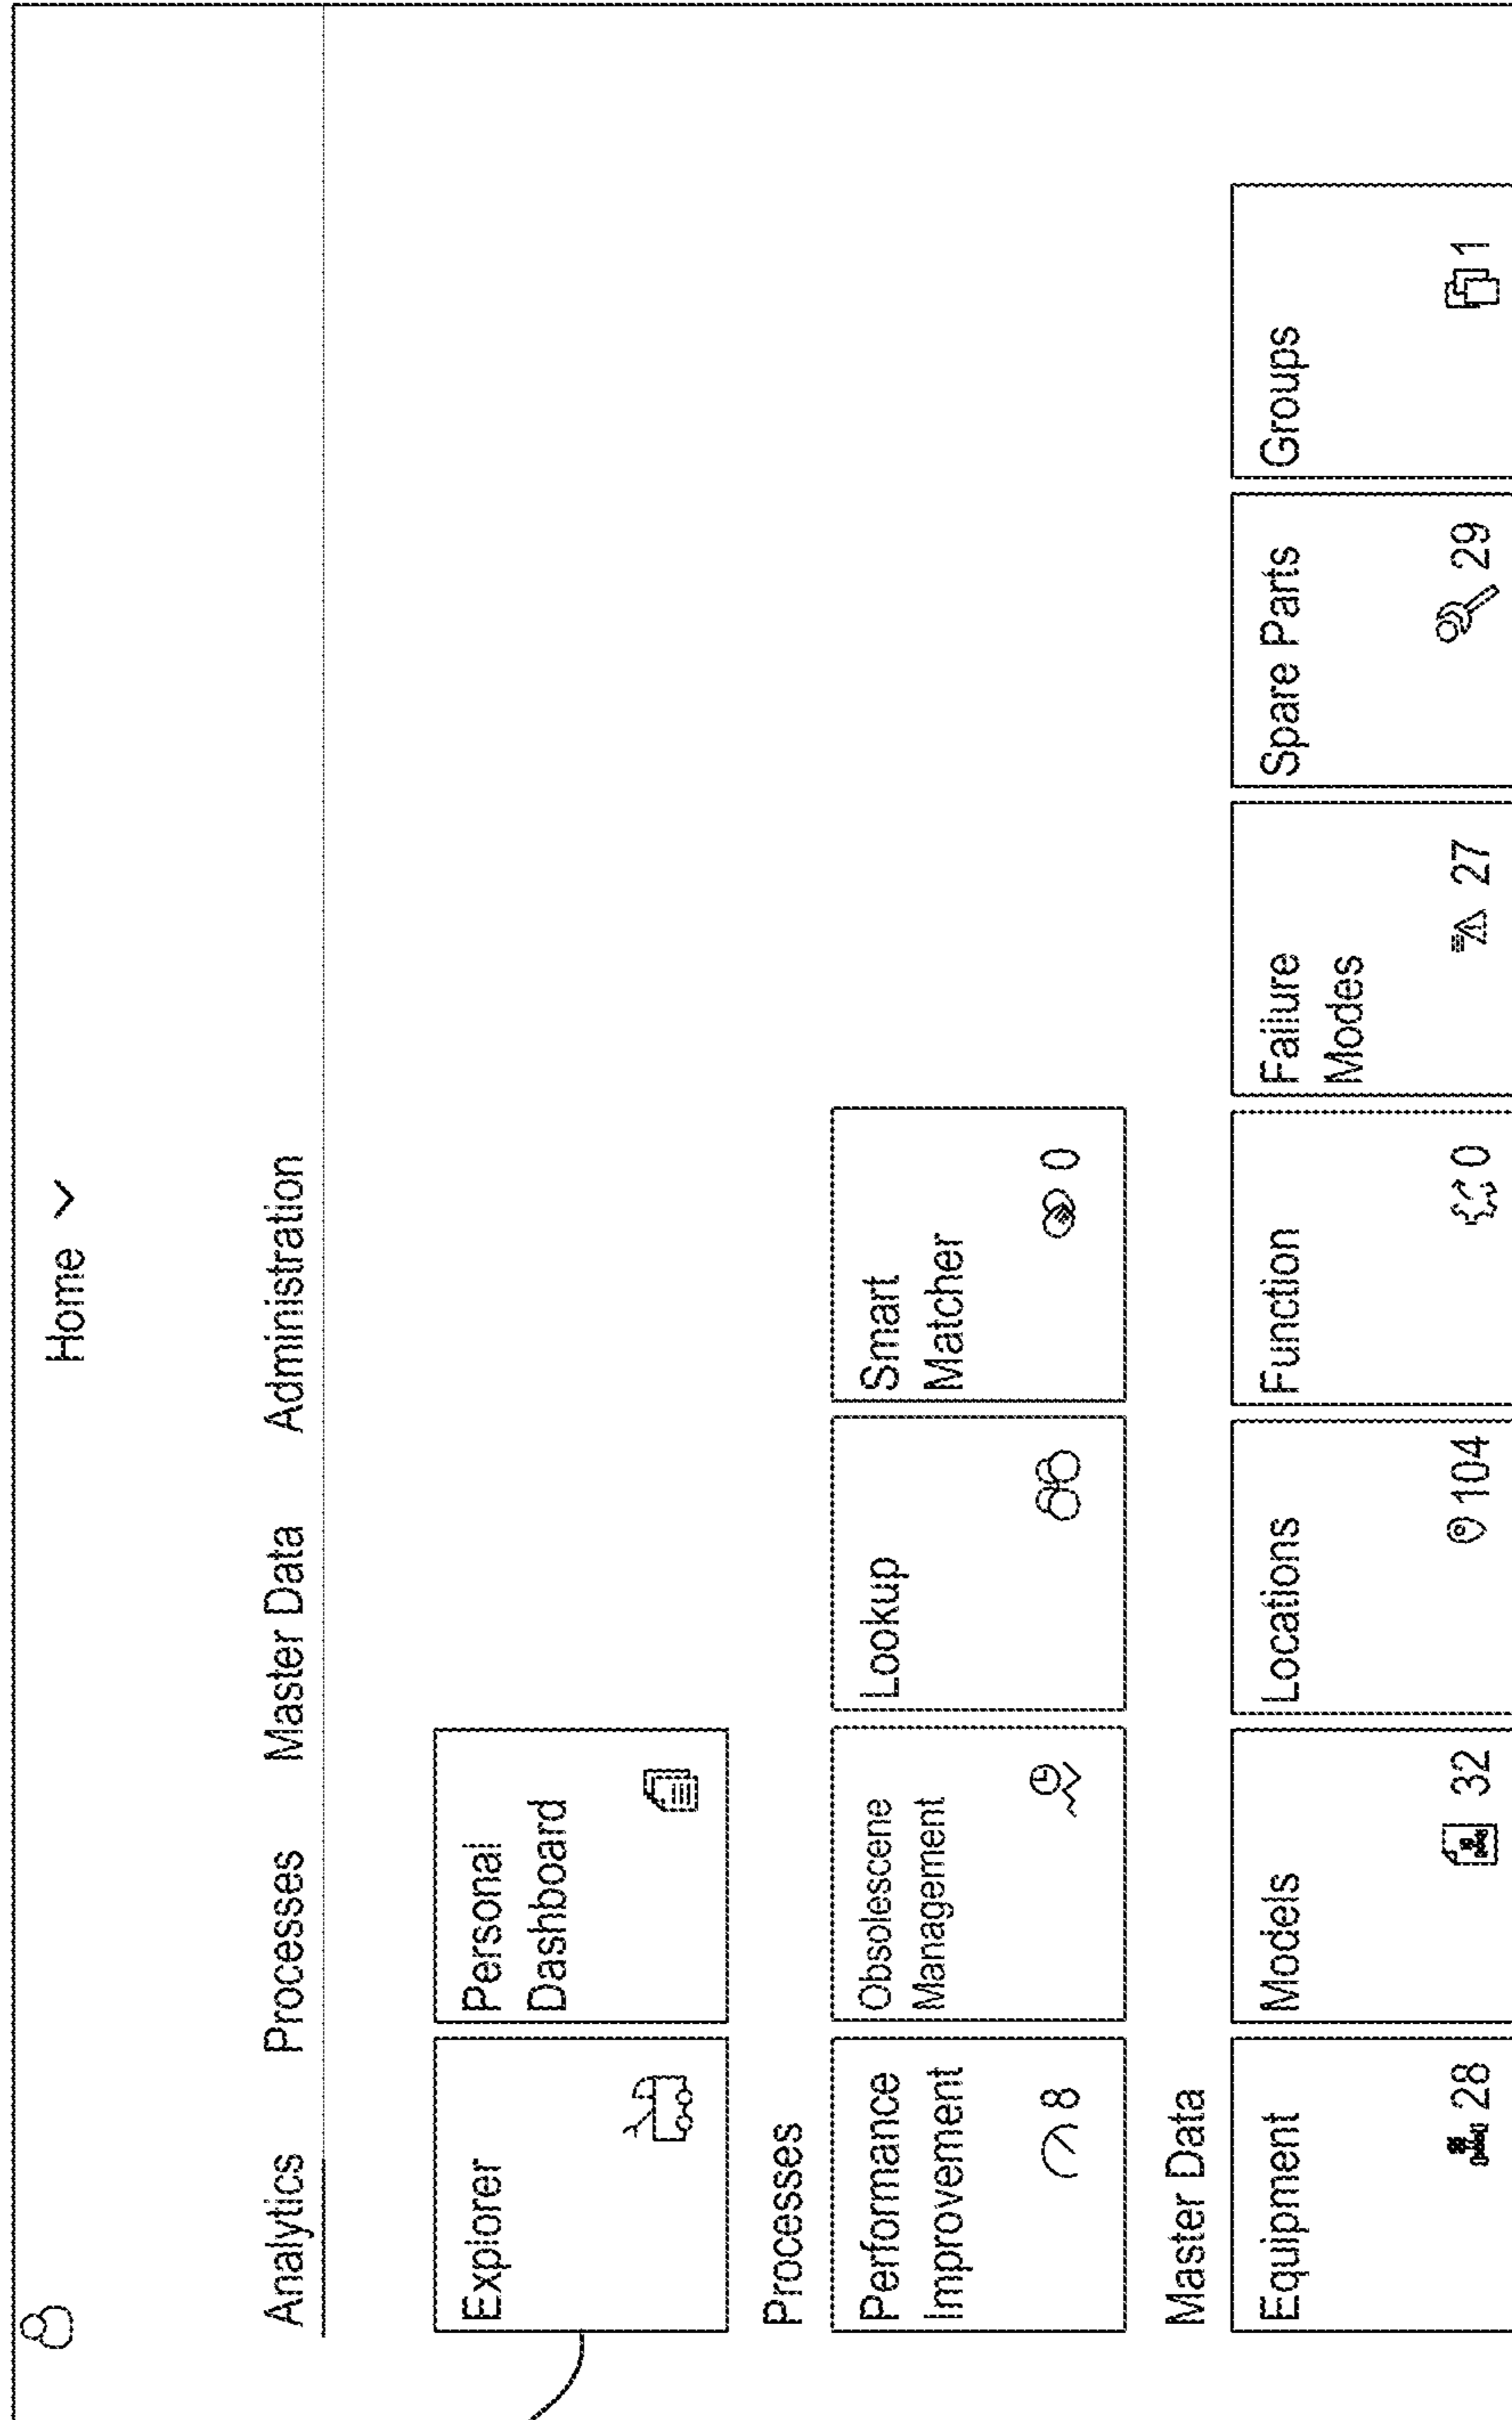 Home
Analytics Processes Master Data Administration
Explorer
Personal
Dashboard
Processes
Performance
Improvement
8
Obsolescene
Management
Lookup
Smart
Matcher
0
Master Data
Equipment
28
Models
32
Locations
104
Function
0
Failure
Modes
27
Spare Parts
29
Groups
1